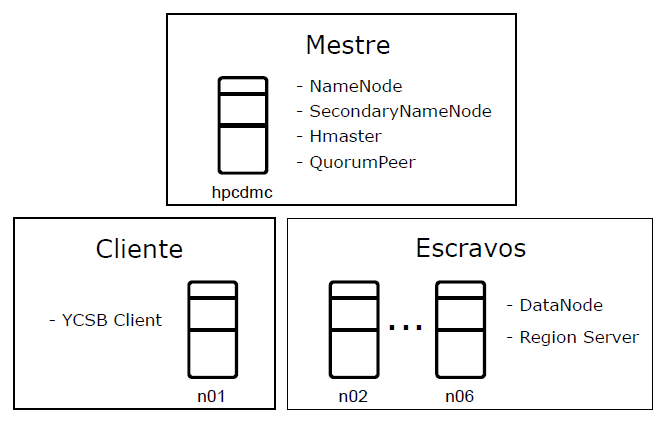 Mestre
- NameNode
- SecondaryNameNode
- Hmaster
- QuorumPeer
hpcdmc
Cliente
- YCSB Client
n01
Escravos
...
- DataNode
- Region Server
n02
n06